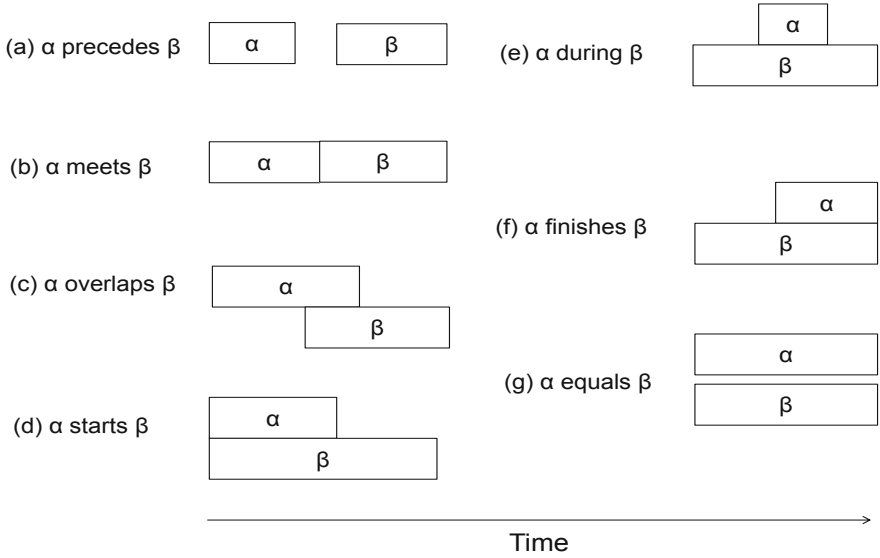 (a) α precedes β
α
β
(b) α meets β
α
β
(c) α overlaps β
α
β
(d) α starts β
α
β
(e) α during β
α
β
(f) α finishes β
α
β
(g) α equals β
α
β
Time